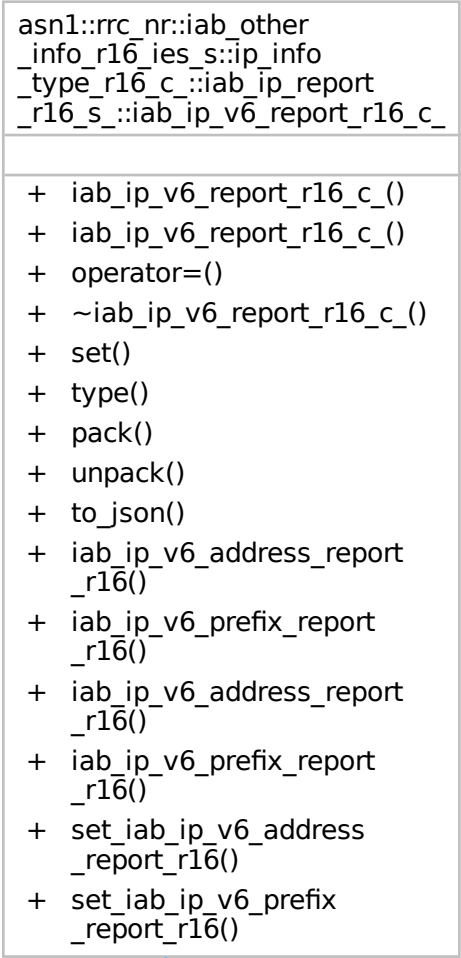 asn1::rrc_nr::iab_other
_info_r16_ies_s::ip_info
_type_r16_c_::iab_ip_report
_r16_s_::iab_ip_v6_report_r16_c_
+ iab_ip_v6_report_r16_c_()
+ iab_ip_v6_report_r16_c_()
+ operator=()
+ ~iab_ip_v6_report_r16_c_()
+ set()
+ type()
+ pack()
+ unpack()
+ to_json()
+ iab_ip_v6_address_report
_r16()
+ iab_ip_v6_prefix_report
_r16()
+ iab_ip_v6_address_report
_r16()
+ iab_ip_v6_prefix_report
_r16()
+ set_iab_ip_v6_address
_report_r16()
+ set_iab_ip_v6_prefix
_report_r16()